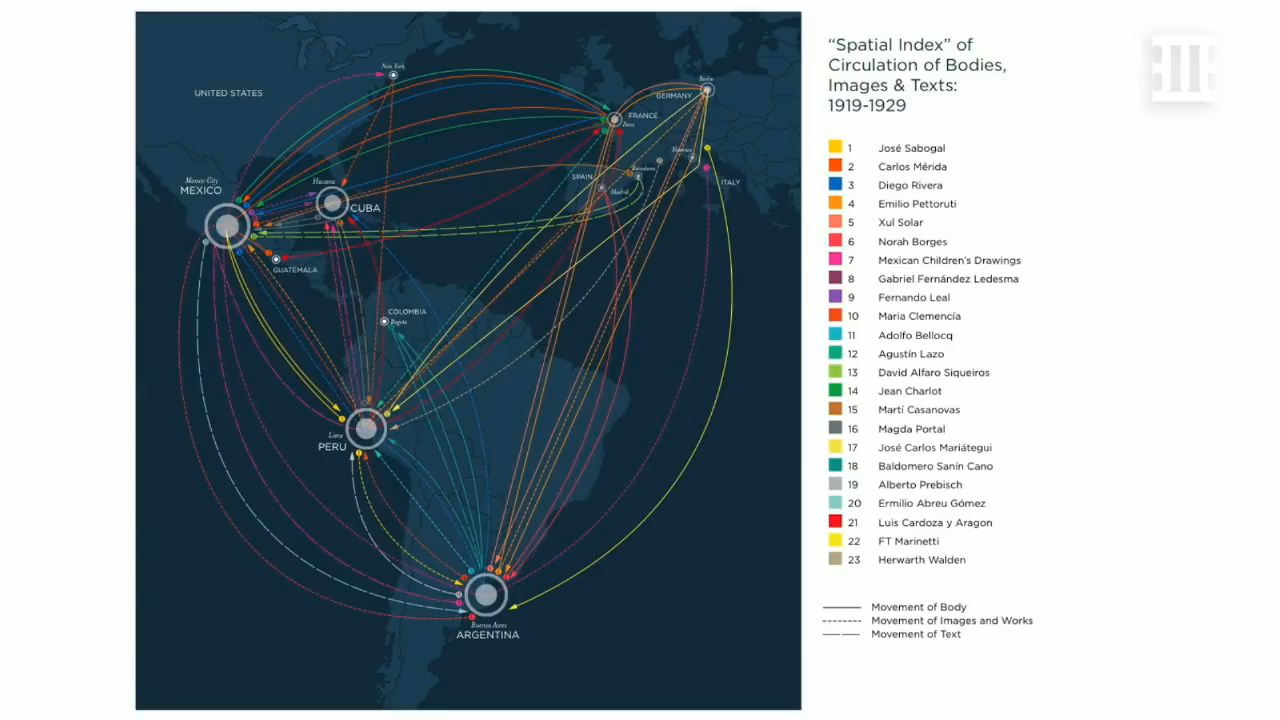 New York
UNITED STATES
Berlin
GERMANY
FRANCE
Paris
Mexico City
MEXICO
Havana
CUBA
SPAIN
Barcelona
Madrid
ITALY
GUATEMALA
COLOMBIA
Bogota
Lima
PERU
Buenos Aires
ARGENTINA
“Spatial Index” of
Circulation of Bodies,
Images & Texts:
1919-1929
1 José Sabogal
2 Carlos Mérida
3 Diego Rivera
4 Emilio Pettoruti
5 Xul Solar
6 Norah Borges
7 Mexican Children's Drawings
8 Gabriel Fernández Ledesma
9 Fernando Leal
10 Maria Clemencía
11 Adolfo Bellocq
12 Agustín Lazo
13 David Alfaro Siqueiros
14 Jean Charlot
15 Martí Casanovas
16 Magda Portal
17 José Carlos Mariátegui
18 Baldomero Sanín Cano
19 Alberto Prebisch
20 Ermilio Abreu Gómez
21 Luis Cardoza y Aragon
22 FT Marinetti
23 Herwarth Walden
Movement of Body
Movement of Images and Works
Movement of Text